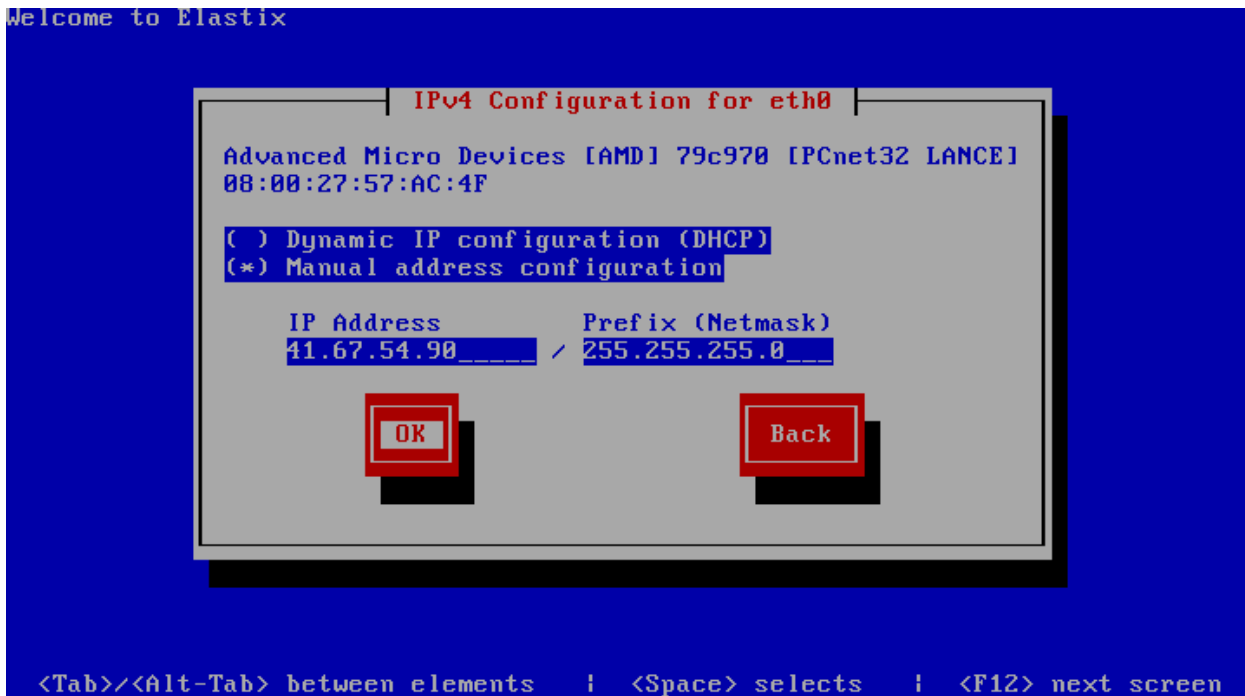 Welcome to Elastix
IPv4 Configuration for eth0
Advanced Micro Devices [AMD] 79c970 [PCnet32 LANCE]
08:00:27:57:AC:4F
( ) Dynamic IP configuration (DHCP)
(*) Manual address configuration
IP Address Prefix (Netmask)
41.67.54.90_____ / 255.255.255.0___
OK Back
<Tab>/<Alt-Tab> between elements | <Space> selects | <F12> next screen